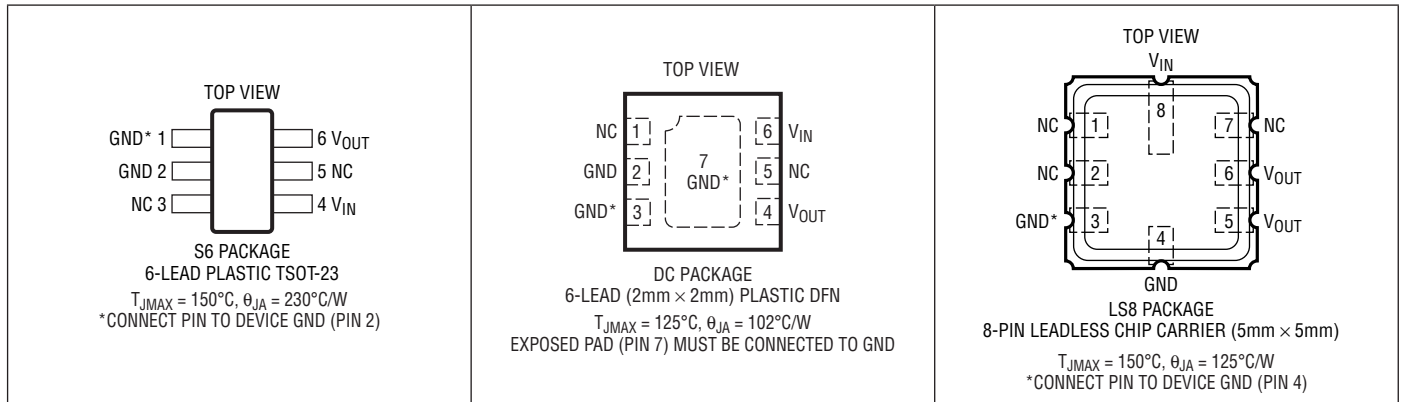 TOP VIEW
GND* 1
6 VOUT
GND 2
5 NC
NC 3
4 VIN
S6 PACKAGE
6-LEAD PLASTIC TSOT-23
TJMAX = 150°C, θJA = 230°C/W
*CONNECT PIN TO DEVICE GND (PIN 2)
TOP VIEW
NC 1
6 VIN
GND 2
7
GND*
5 NC
GND* 3
4 VOUT
DC PACKAGE
6-LEAD (2mm × 2mm) PLASTIC DFN
TJMAX = 125°C, θJA = 102°C/W
EXPOSED PAD (PIN 7) MUST BE CONNECTED TO GND
TOP VIEW
VIN
8
NC 1
7 NC
NC 2
6 VOUT
GND* 3
5 VOUT
4
GND
LS8 PACKAGE
8-PIN LEADLESS CHIP CARRIER (5mm × 5mm)
TJMAX = 150°C, θJA = 125°C/W
*CONNECT PIN TO DEVICE GND (PIN 4)